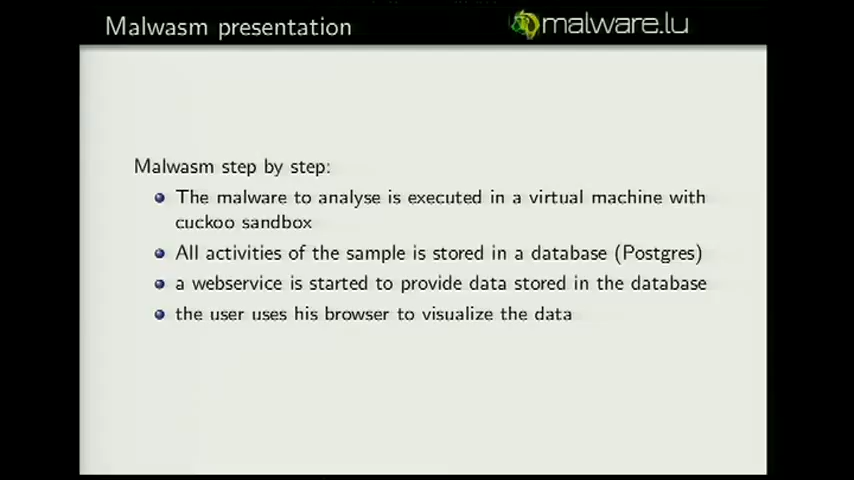 Malwasm presentation
malware.lu
Malwasm step by step:
The malware to analyse is executed in a virtual machine with
cuckoo sandbox
All activities of the sample is stored in a database (Postgres)
a webservice is started to provide data stored in the database
the user uses his browser to visualize the data